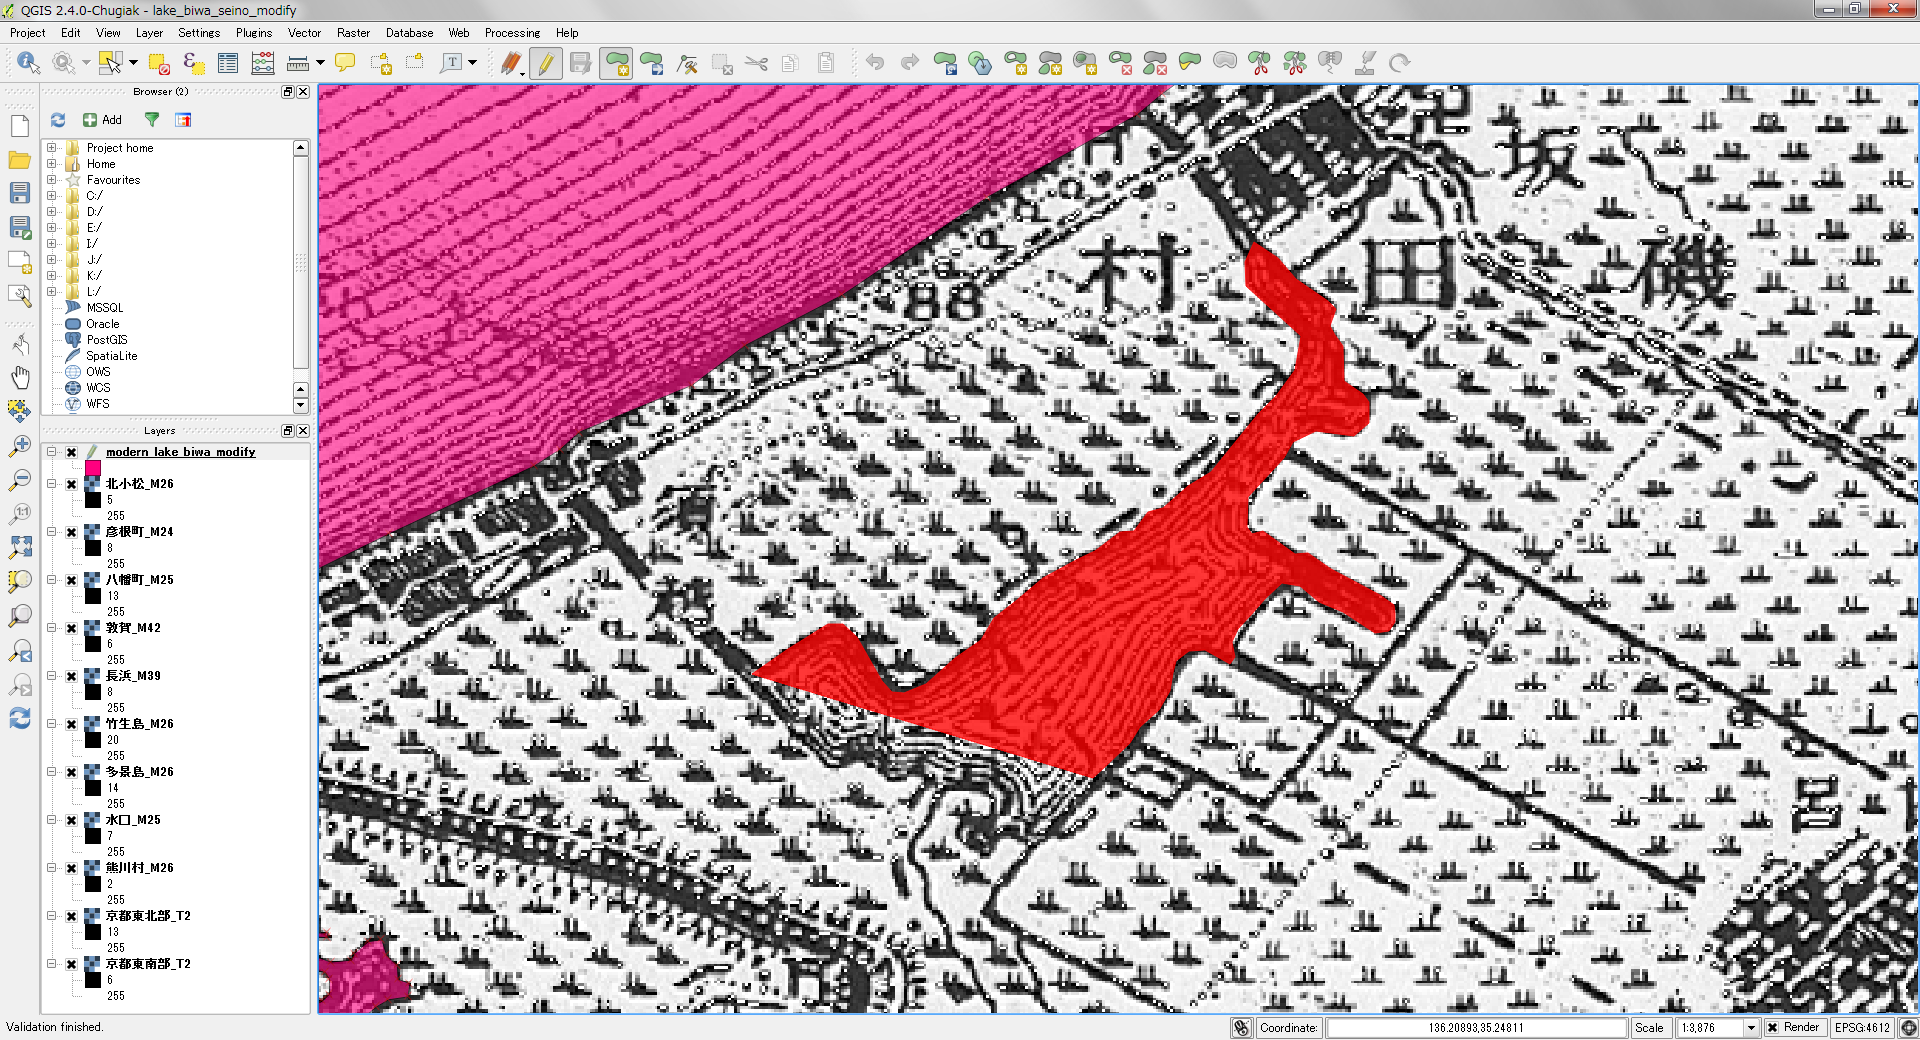 QGIS 2.4.0-Chugiak - lake_biwa_seino_modify
Project Edit View Layer Settings Plugins Vector Raster Database Web Processing Help
Browser (2)
Add
Project home
Home
Favourites
C:/
D:/
E:/
I:/
J:/
K:/
L:/
MSSQL
Oracle
PostGIS
SpatiaLite
OWS
WCS
WFS
Layers
modern_lake_biwa_modify
北小松_M26
5
255
彦根町_M24
8
255
八幡町_M25
13
255
敦賀_M42
6
255
長浜_M39
8
255
竹生島_M26
20
255
多景島_M26
14
255
水口_M25
7
255
熊川村_M26
2
255
京都東北部_T2
13
255
京都東南部_T2
6
255
坂
村 田 磯
88
Validation finished.
Coordinate: 136.20893,35.24811 Scale 1:3,876 Render EPSG:4612